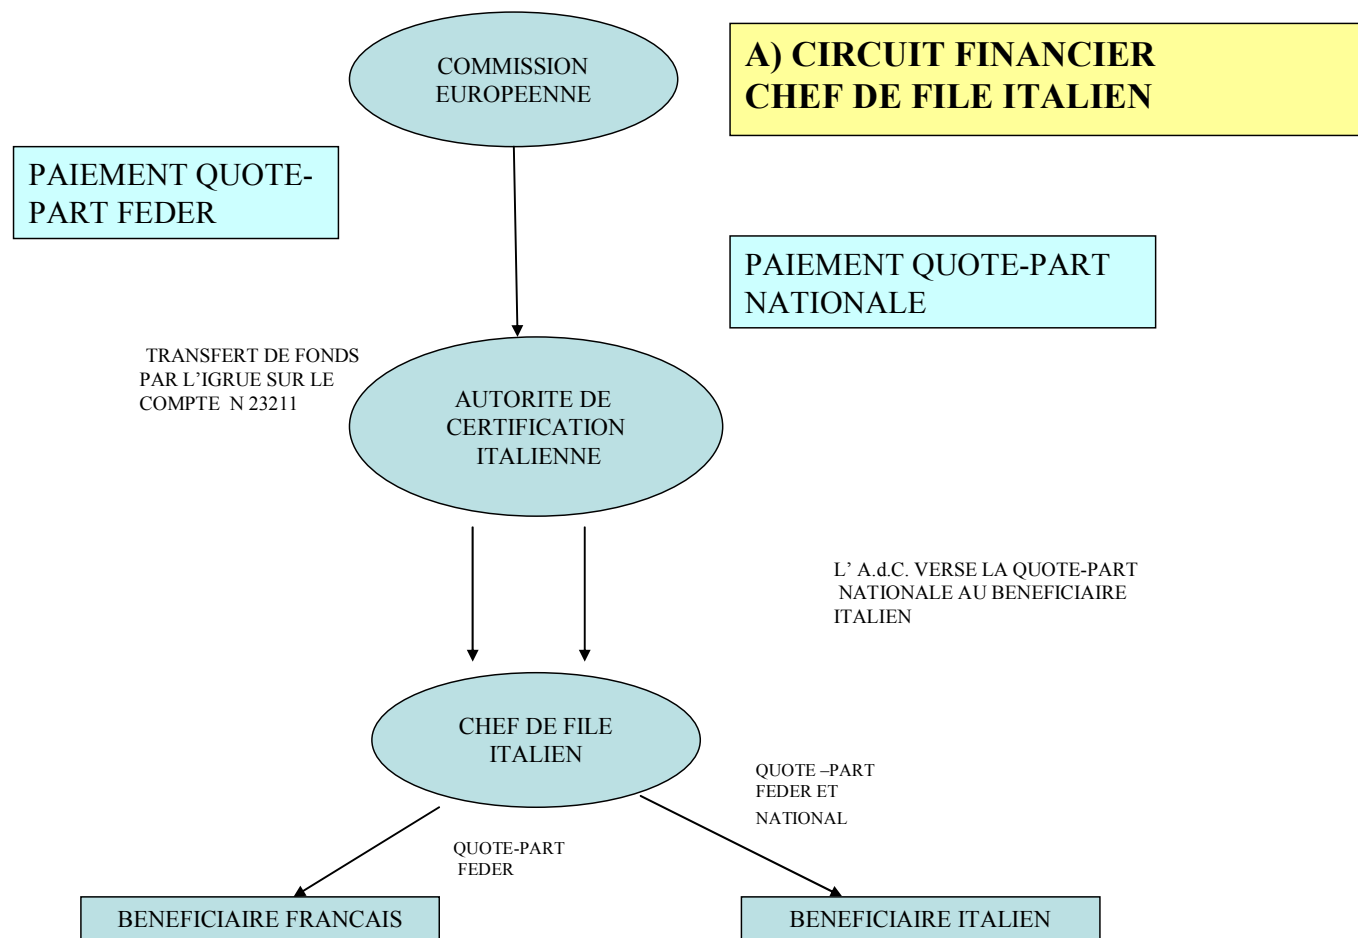 COMMISSION
EUROPEENNE
A) CIRCUIT FINANCIER
CHEF DE FILE ITALIEN
PAIEMENT QUOTE-
PART FEDER
PAIEMENT QUOTE-PART
NATIONALE
TRANSFERT DE FONDS
PAR L’IGRUE SUR LE
COMPTE N 23211
AUTORITE DE
CERTIFICATION
ITALIENNE
L’ A.d.C. VERSE LA QUOTE-PART
NATIONALE AU BENEFICIAIRE
ITALIEN
CHEF DE FILE
ITALIEN
QUOTE –PART
FEDER ET
NATIONAL
QUOTE-PART
FEDER
BENEFICIAIRE FRANCAIS
BENEFICIAIRE ITALIEN